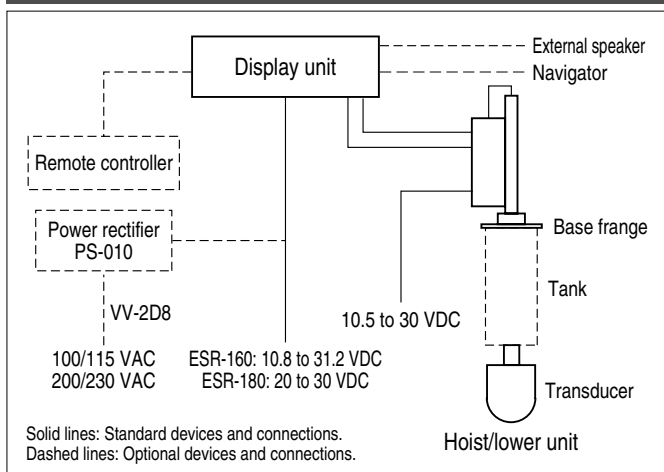 Display unit
External speaker
Navigator
Remote controller
Power rectifier
PS-010
Base frange
Tank
VV-2D8
10.5 to 30 VDC
100/115 VAC
200/230 VAC
ESR-160: 10.8 to 31.2 VDC
ESR-180: 20 to 30 VDC
Transducer
Solid lines: Standard devices and connections.
Dashed lines: Optional devices and connections.
Hoist/lower unit